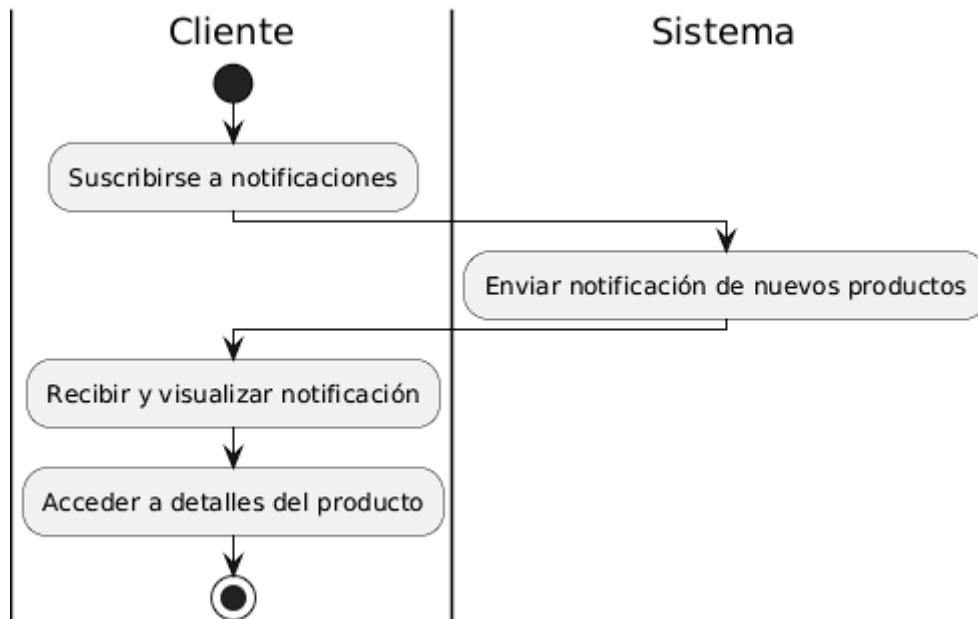 Cliente
Sistema
Suscribirse a notificaciones
Enviar notificación de nuevos productos
Recibir y visualizar notificación
Acceder a detalles del producto